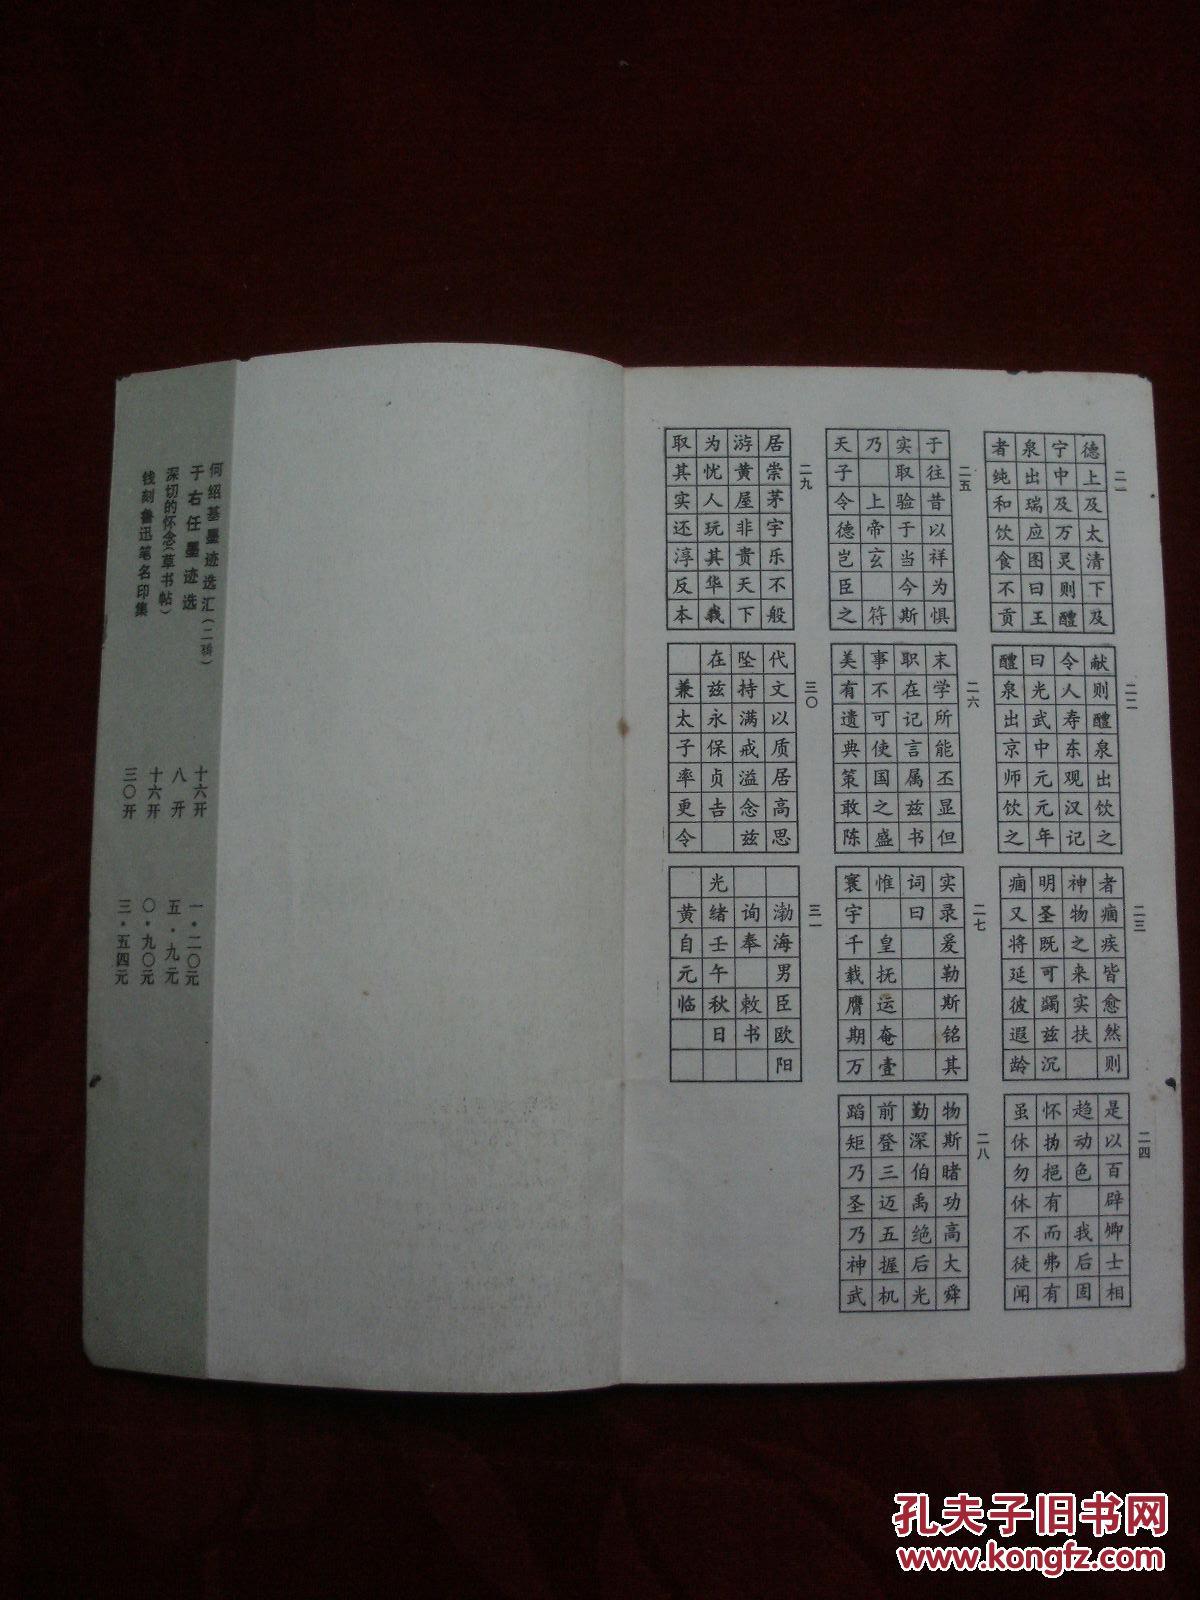 二一
德上及太清下及
宁中及万灵则醴
泉出瑞应图曰王
者纯和饮食不贡
二二
献则醴泉出饮之
令人寿东观汉记
曰光武中元元年
醴泉出京师饮之
二三
者痼疾皆愈然则
神物之来实扶
明圣既可蠲兹沉
痼又将延彼遐龄
二四
是以百辟卿士相
趋动色 我后固
怀㧑挹有而弗有
虽休勿休不徒闻
二五
于往昔以祥为惧
实取验于当今斯
乃 上帝玄 符
天子令德岂臣之
二六
末学所能丕显但
职在记言属兹书
事不可使国之盛
美有遗典策敢陈
二七
实录爰勒斯铭其
词曰
惟 皇抚运奄壹
寰宇千载膺期万
二八
物斯睹功高大舜
勤深伯禹绝后光
前登三迈五握机
蹈矩乃圣乃神武
二九
居崇茅宇乐不般
游黄屋非贵天下
为忧人玩其华我
取其实还淳反本
三〇
代文以质居高思
坠持满戒溢念兹
在兹永保贞吉
兼太子率更令
三一
渤海男臣欧阳
询奉 敕书
光绪壬午秋日
黄自元临
何绍基墨迹选汇(二辑) 十六开 一·二〇元
于右任墨迹选 八开 五·九元
深切的怀念(草书帖) 十六开 〇·九〇元
钱刻鲁迅笔名印集 三〇开 三·五四元
孔夫子旧书网
www.kongfz.com